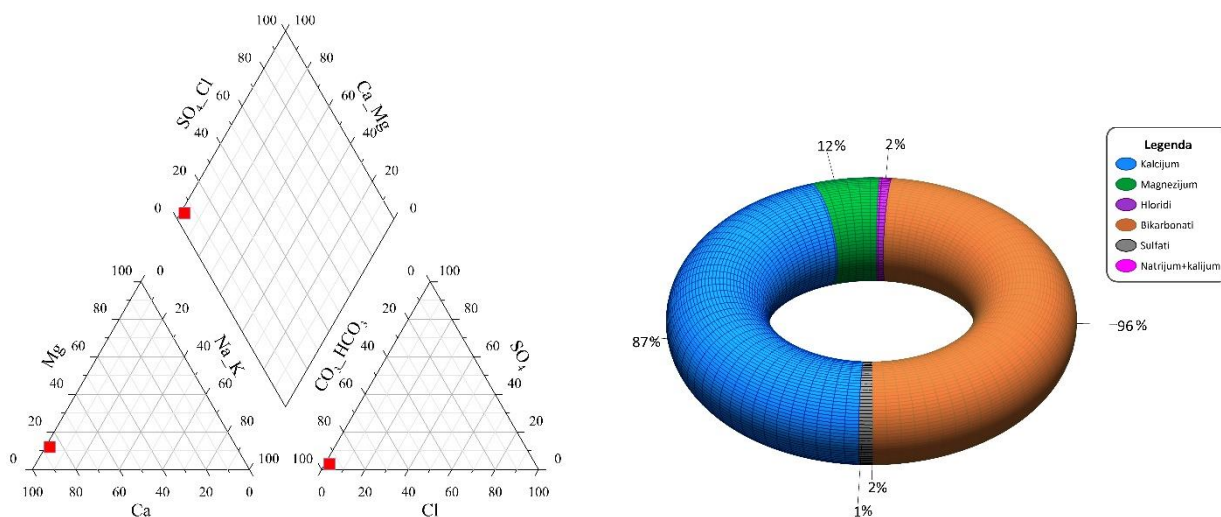 100 100
80 80
60 60
40 40
20 20
0 0
SO₄_Cl
Ca_Mg
100 0
80 20
60 40
40 60
20 80
0 100
Mg
Na_K
100 80 60 40 20 0
Ca
0 100
20 80
40 60
60 40
80 20
100 0
CO₃_HCO₃
SO₄
0 20 40 60 80 100
Cl
12%
2%
87%
96%
1%
2%
Legenda
Kalcijum
Magnezijum
Hloridi
Bikarbonati
Sulfati
Natrijum+kalijum